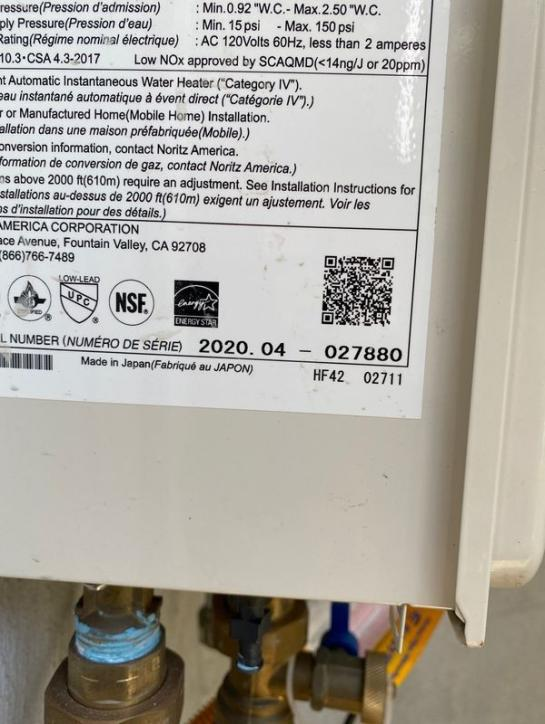 ressure(Pression d'admission) : Min.0.92 "W.C.- Max.2.50 "W.C.
ply Pressure(Pression d'eau) : Min. 15 psi - Max. 150 psi
Rating(Régime nominal électrique) : AC 120Volts 60Hz, less than 2 amperes
10.3・CSA 4.3-2017 Low NOx approved by SCAQMD(<14ng/J or 20ppm)
nt Automatic Instantaneous Water Heater ("Category IV").
eau instantané automatique à évent direct ("Catégorie IV").)
r or Manufactured Home(Mobile Home) Installation.
allation dans une maison préfabriquée(Mobile).)
onversion information, contact Noritz America.
formation de conversion de gaz, contact Noritz America.)
ns above 2000 ft(610m) require an adjustment. See Installation Instructions for
stallations au-dessus de 2000 ft(610m) exigent un ajustement. Voir les
s d'installation pour des détails.)
AMERICA CORPORATION
ace Avenue, Fountain Valley, CA 92708
(866)766-7489
LOW-LEAD
UPC
NSF.
energy
ENERGY STAR
L NUMBER (NUMÉRO DE SÉRIE) 2020. 04 - 027880
Made in Japan(Fabriqué au JAPON)
HF42 02711